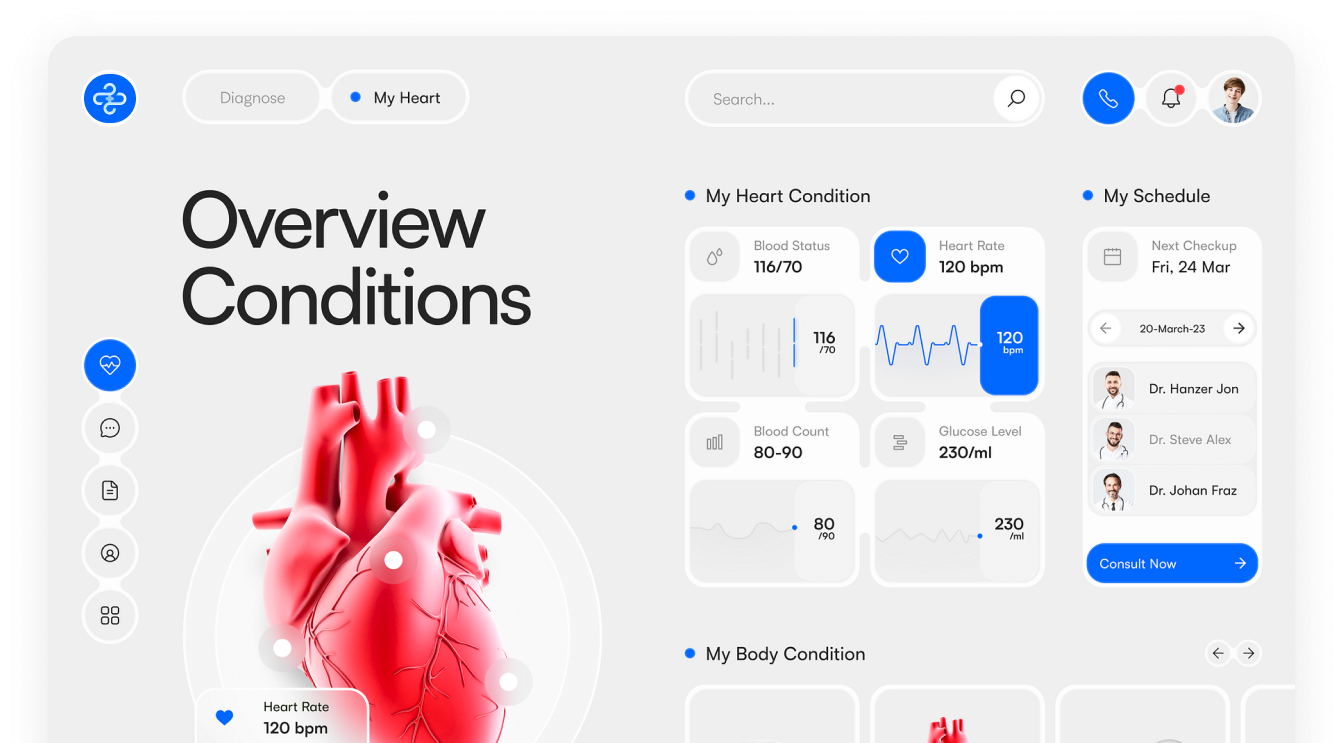 Diagnose
My Heart
Search...
Overview
Conditions
My Heart Condition
Blood Status
116/70
116
/70
Heart Rate
120 bpm
120
bpm
Blood Count
80-90
80
/90
Glucose Level
230/ml
230
/ml
My Schedule
Next Checkup
Fri, 24 Mar
20-March-23
Dr. Hanzer Jon
Dr. Steve Alex
Dr. Johan Fraz
Consult Now
Heart Rate
120 bpm
My Body Condition